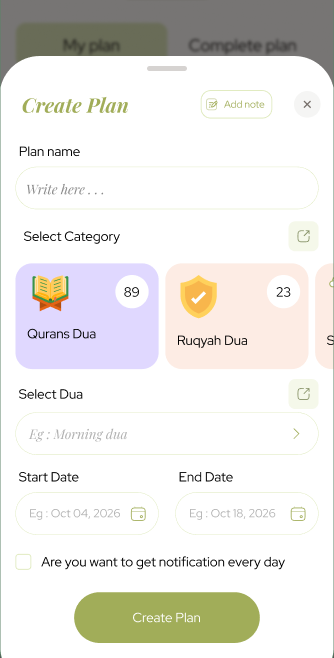 My plan Complete plan
Create Plan Add note
Plan name
Write here . . .
Select Category
89 23
Qurans Dua Ruqyah Dua S
Select Dua
Eg : Morning dua
Start Date End Date
Eg : Oct 04, 2026 Eg : Oct 18, 2026
Are you want to get notification every day
Create Plan